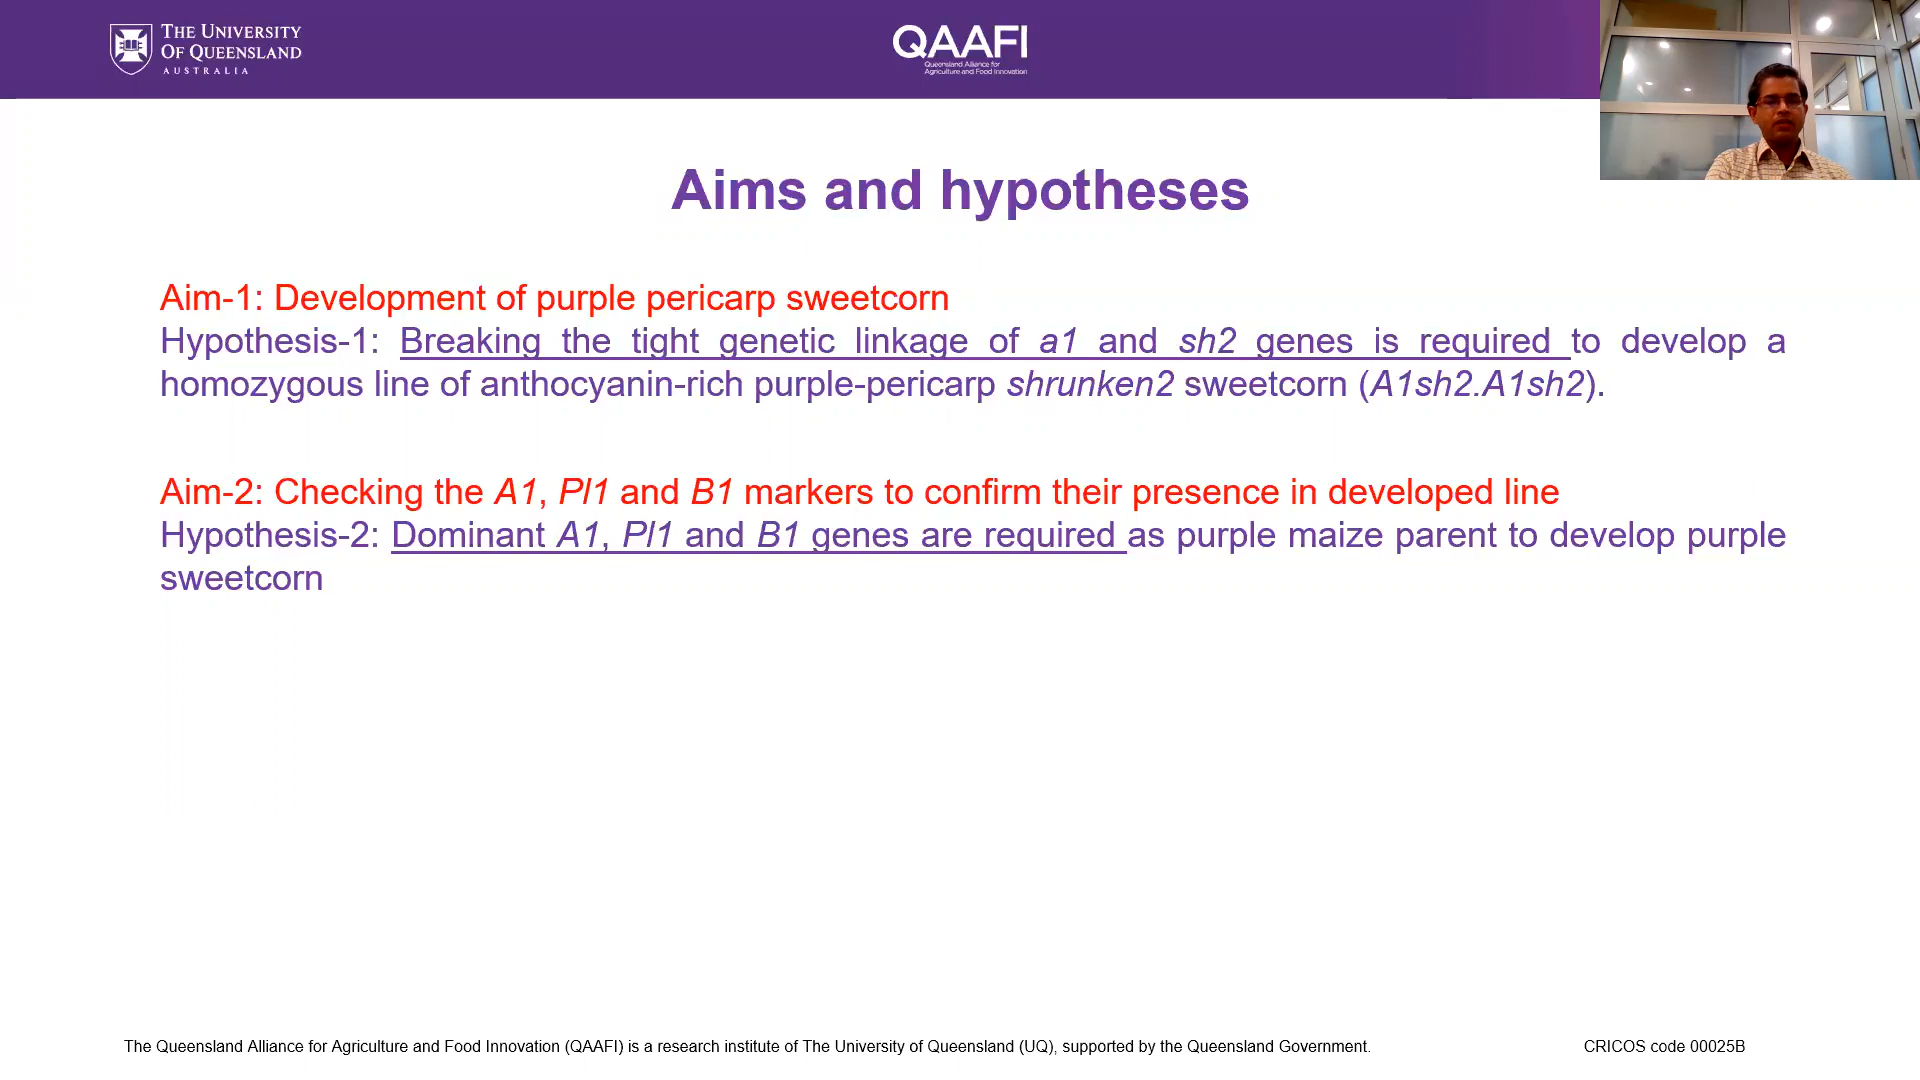 THE UNIVERSITY
OF QUEENSLAND
AUSTRALIA
QAAFI
Queensland Alliance for
Agriculture and Food Innovation
Aims and hypotheses
Aim-1: Development of purple pericarp sweetcorn
Hypothesis-1: Breaking the tight genetic linkage of a1 and sh2 genes is required to develop a
homozygous line of anthocyanin-rich purple-pericarp shrunken2 sweetcorn (A1sh2.A1sh2).
Aim-2: Checking the A1, Pl1 and B1 markers to confirm their presence in developed line
Hypothesis-2: Dominant A1, Pl1 and B1 genes are required as purple maize parent to develop purple
sweetcorn
The Queensland Alliance for Agriculture and Food Innovation (QAAFI) is a research institute of The University of Queensland (UQ), supported by the Queensland Government.
CRICOS code 00025B